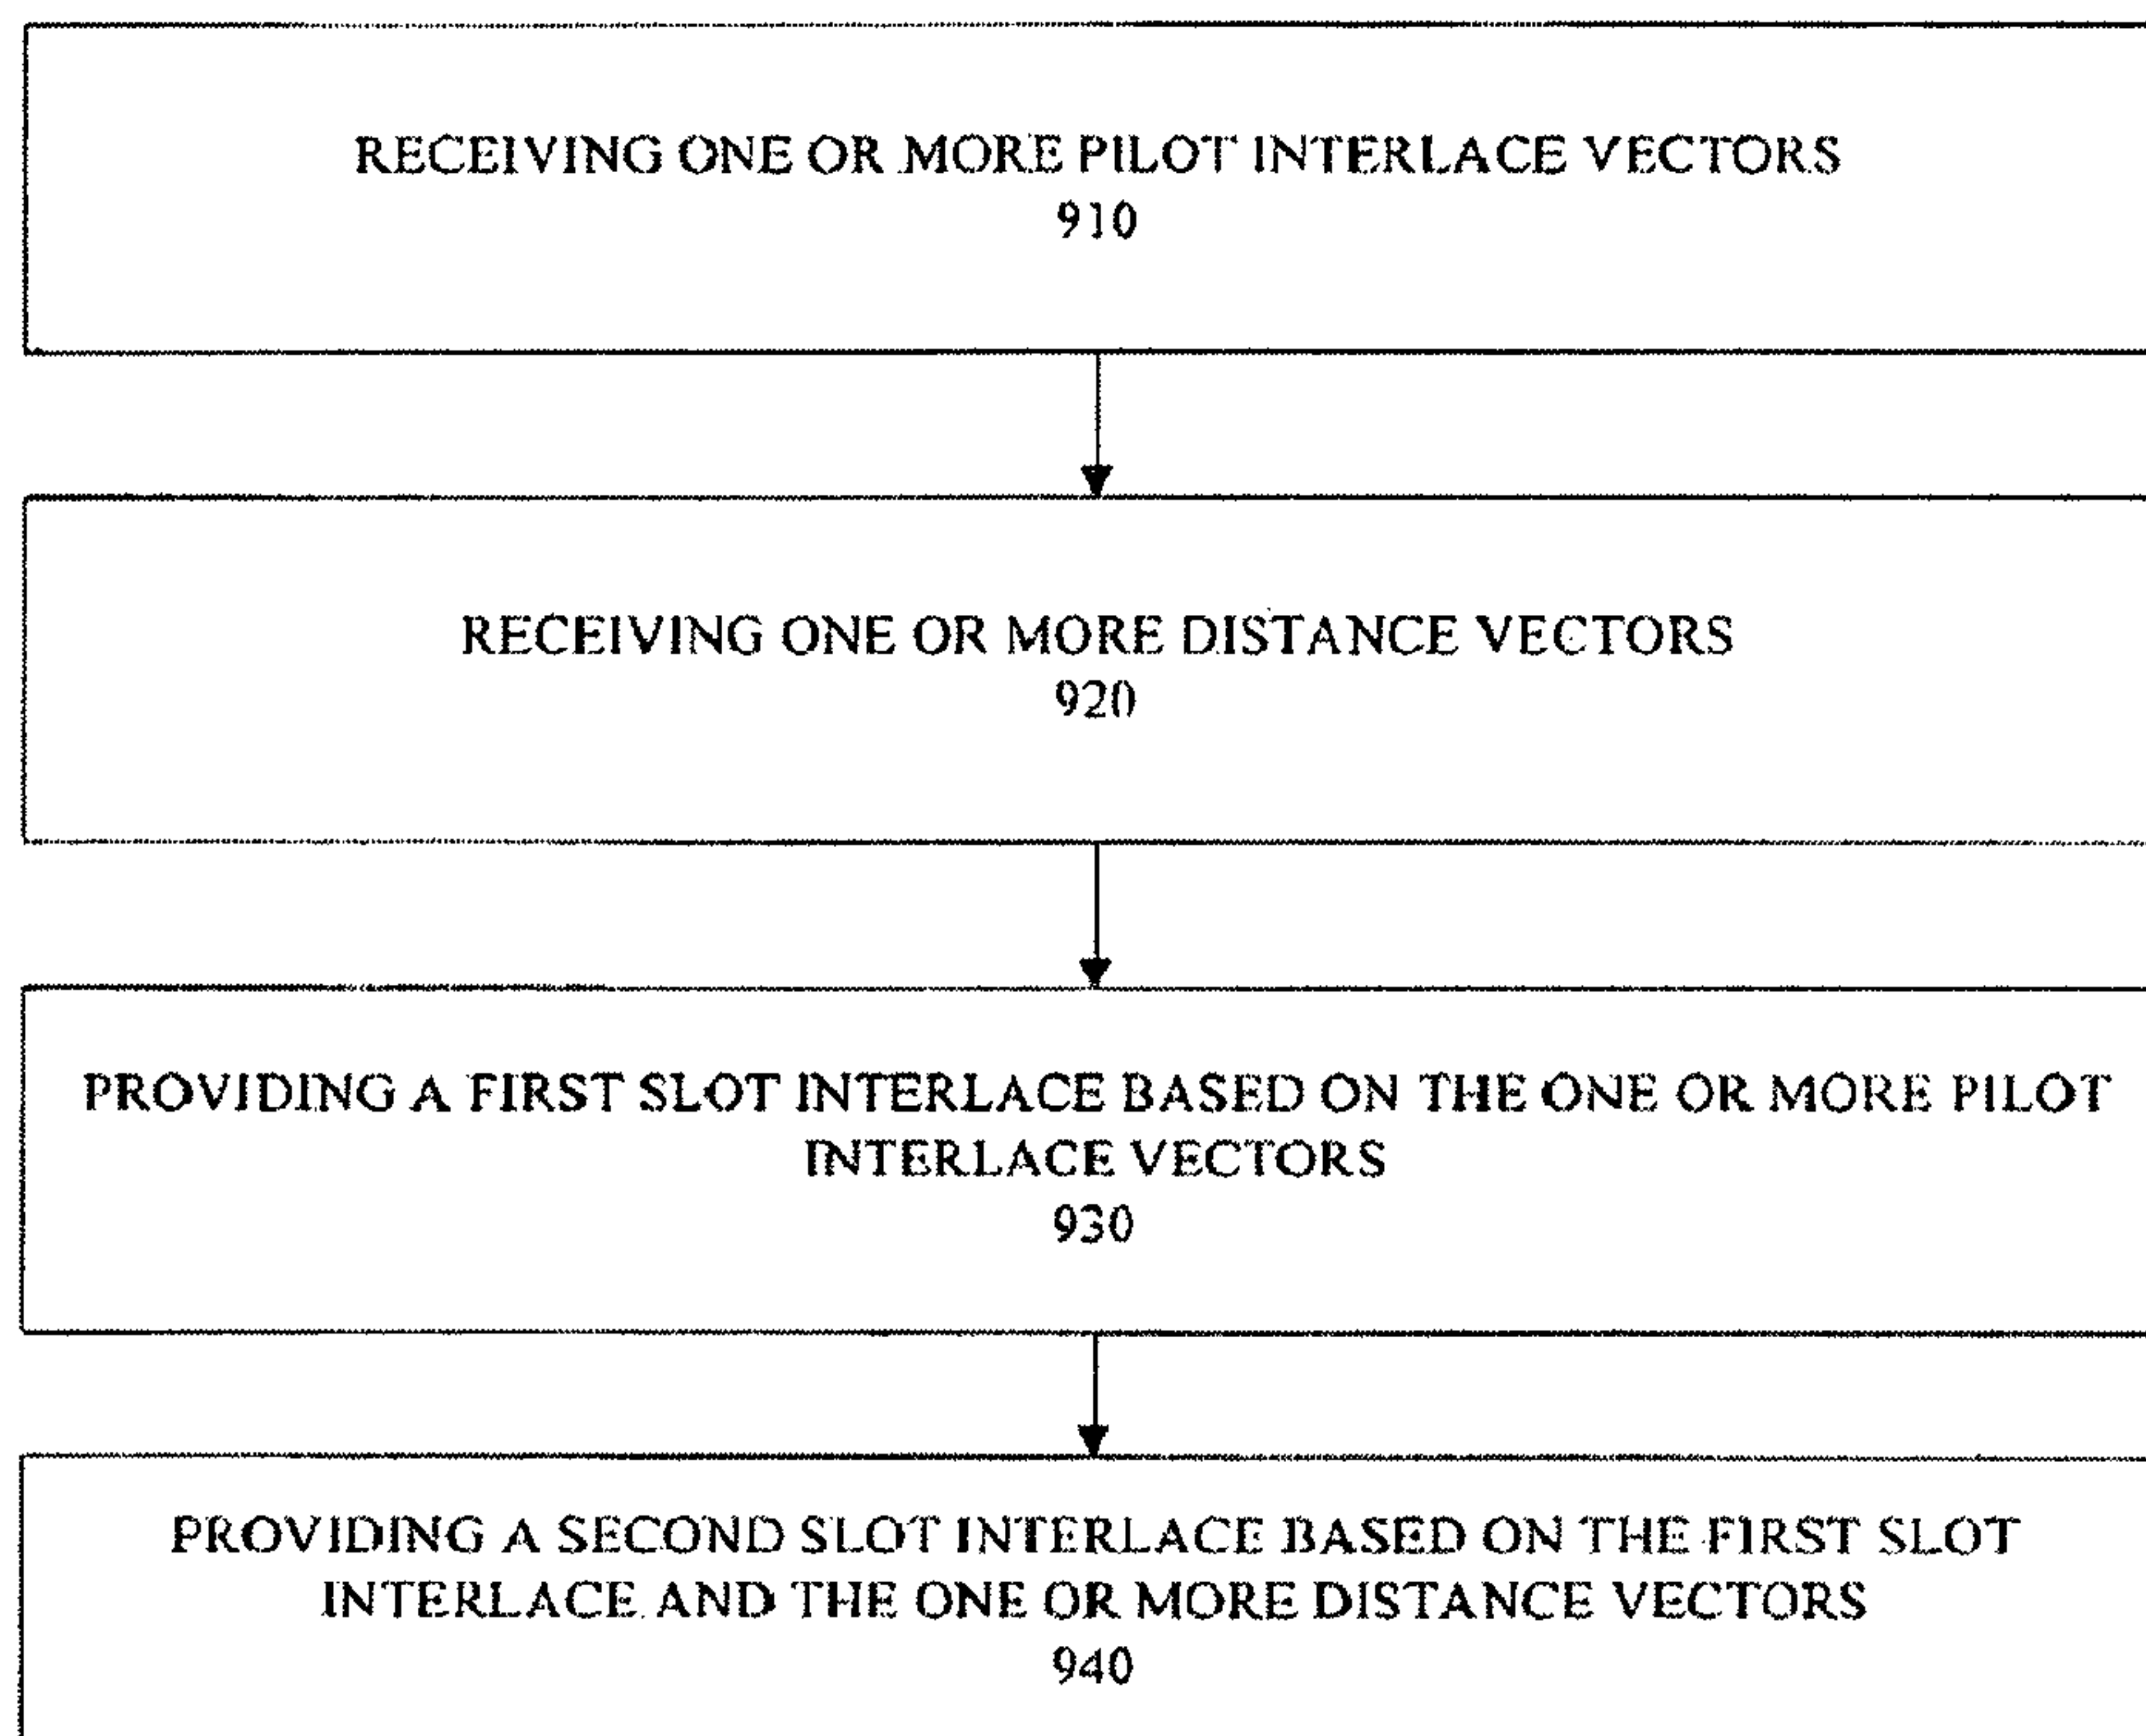 RECEIVING ONE OR MORE PILOT INTERLACE VECTORS
910
RECEIVING ONE OR MORE DISTANCE VECTORS
920
PROVIDING A FIRST SLOT INTERLACE BASED ON THE ONE OR MORE PILOT
INTERLACE VECTORS
930
PROVIDING A SECOND SLOT INTERLACE BASED ON THE FIRST SLOT
INTERLACE AND THE ONE OR MORE DISTANCE VECTORS
940